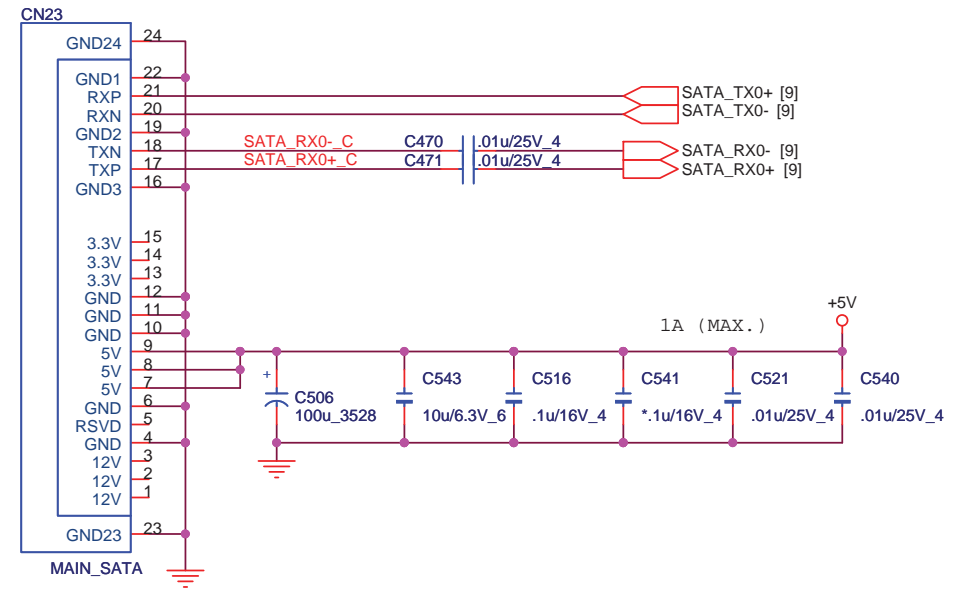 CN23
GND24 24
GND1 22
RXP 21 SATA_TX0+ [9]
RXN 20 SATA_TX0- [9]
GND2 19
TXN 18 SATA_RX0-_C C470 .01u/25V_4 SATA_RX0- [9]
TXP 17 SATA_RX0+_C C471 .01u/25V_4 SATA_RX0+ [9]
GND3 16
3.3V 15
3.3V 14
3.3V 13
GND 12
GND 11
GND 10
+5V
1A (MAX.)
5V 9
5V 8
5V 7
GND 6
RSVD 5
GND 4
12V 3
12V 2
12V 1
+
C506
100u_3528
C543
10u/6.3V_6
C516
.1u/16V_4
C541
*.1u/16V_4
C521
.01u/25V_4
C540
.01u/25V_4
GND23 23
MAIN_SATA